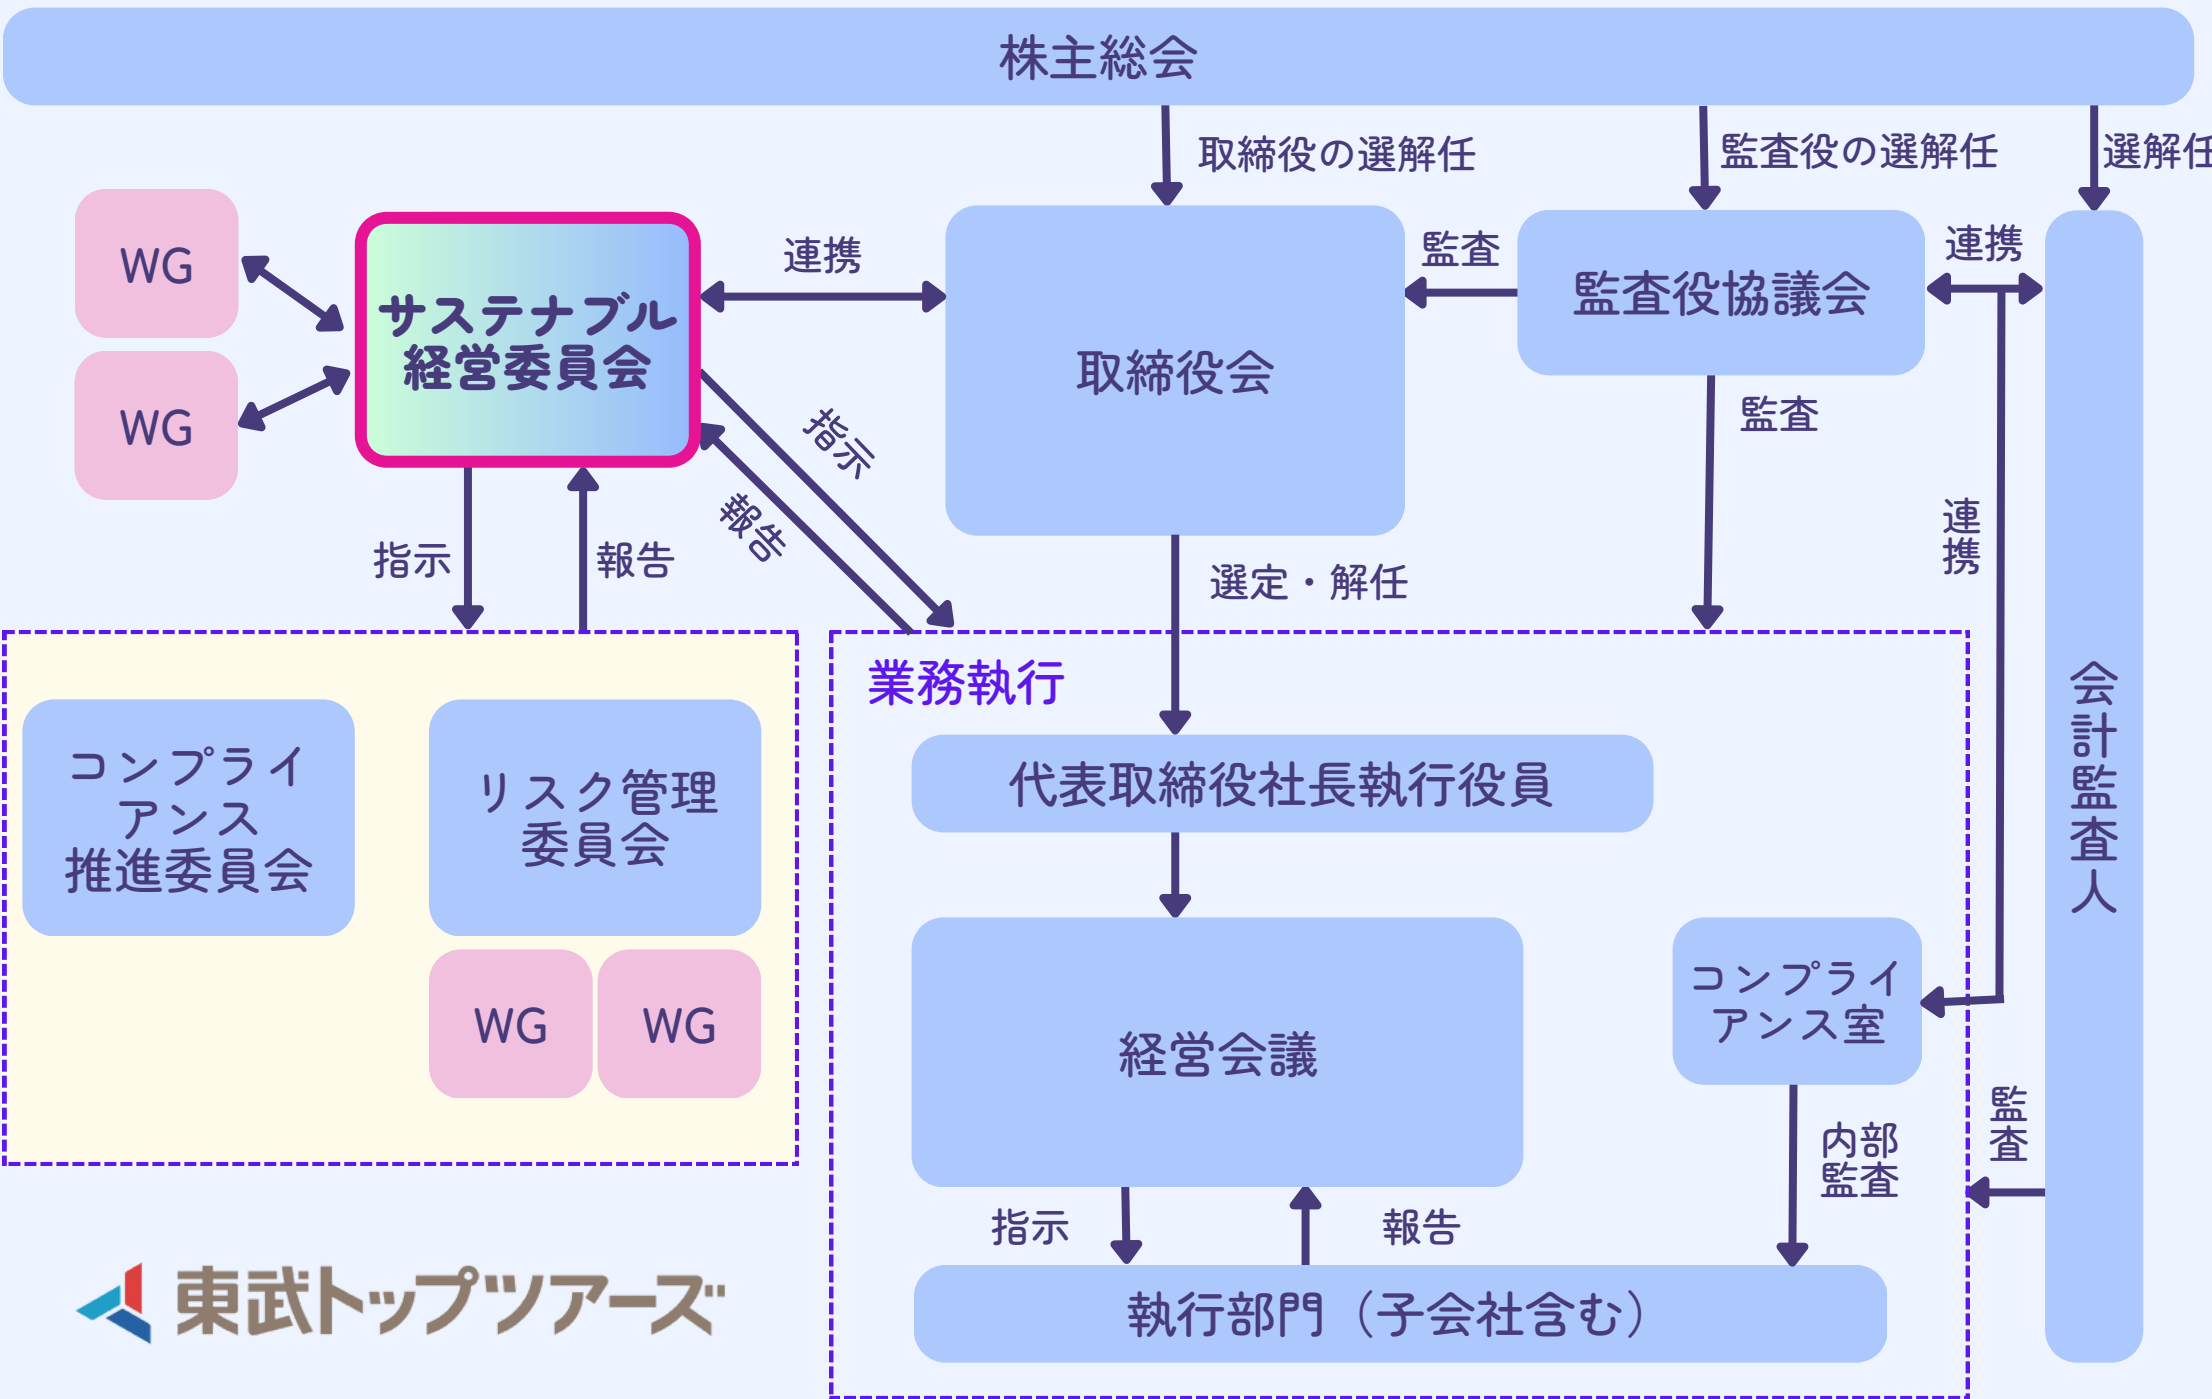 株主総会
取締役の選解任
監査役の選解任
選解任
WG
WG
サステナブル
経営委員会
連携
取締役会
監査
監査役協議会
連携
指示
報告
指示
報告
選定・解任
監査
連携
会計監査人
業務執行
コンプライ
アンス
推進委員会
リスク管理
委員会
WG
WG
代表取締役社長執行役員
経営会議
コンプライ
アンス室
内部
監査
監査
指示
報告
執行部門（子会社含む）
東武トップツアーズ